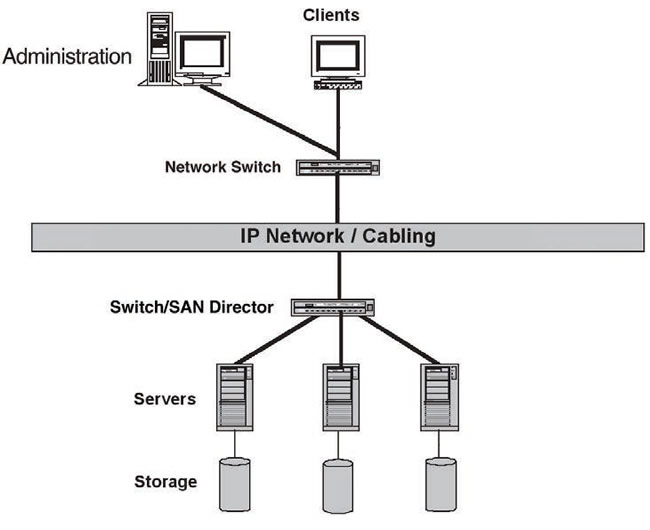 Clients
Administration
Network Switch
IP Network / Cabling
Switch/SAN Director
Servers
Storage